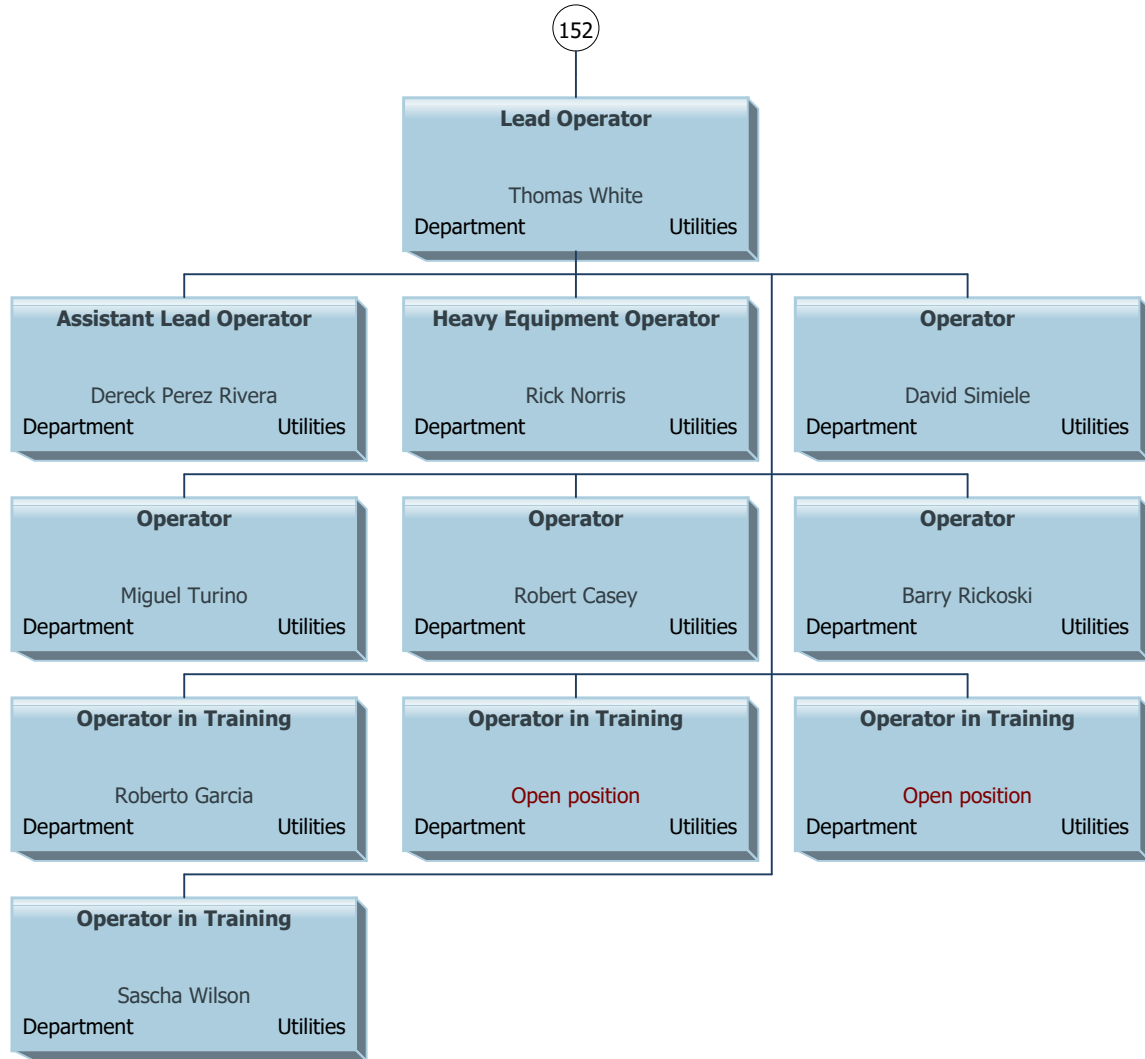 152
Lead Operator
Thomas White
Department Utilities
Assistant Lead Operator
Dereck Perez Rivera
Department Utilities
Heavy Equipment Operator
Rick Norris
Department Utilities
Operator
David Simiele
Department Utilities
Operator
Miguel Turino
Department Utilities
Operator
Robert Casey
Department Utilities
Operator
Barry Rickoski
Department Utilities
Operator in Training
Roberto Garcia
Department Utilities
Operator in Training
Open position
Department Utilities
Operator in Training
Open position
Department Utilities
Operator in Training
Sascha Wilson
Department Utilities